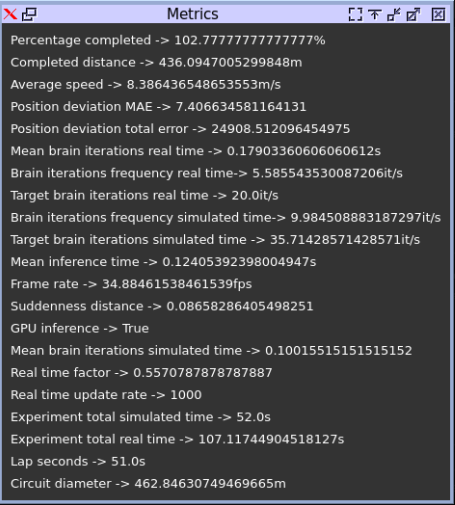 Metrics
Percentage completed -> 102.77777777777777%
Completed distance -> 436.0947005299848m
Average speed -> 8.386436548653553m/s
Position deviation MAE -> 7.406634581164131
Position deviation total error -> 24908.512096454975
Mean brain iterations real time -> 0.17903360606060612s
Brain iterations frequency real time-> 5.585543530087206it/s
Target brain iterations real time -> 20.0it/s
Brain iterations frequency simulated time-> 9.984508883187297it/s
Target brain iterations simulated time -> 35.71428571428571it/s
Mean inference time -> 0.12405392398004947s
Frame rate -> 34.88461538461539fps
Suddenness distance -> 0.08658286405498251
GPU inference -> True
Mean brain iterations simulated time -> 0.10015515151515152
Real time factor -> 0.5570787878787887
Real time update rate -> 1000
Experiment total simulated time -> 52.0s
Experiment total real time -> 107.11744904518127s
Lap seconds -> 51.0s
Circuit diameter -> 462.84630749469665m